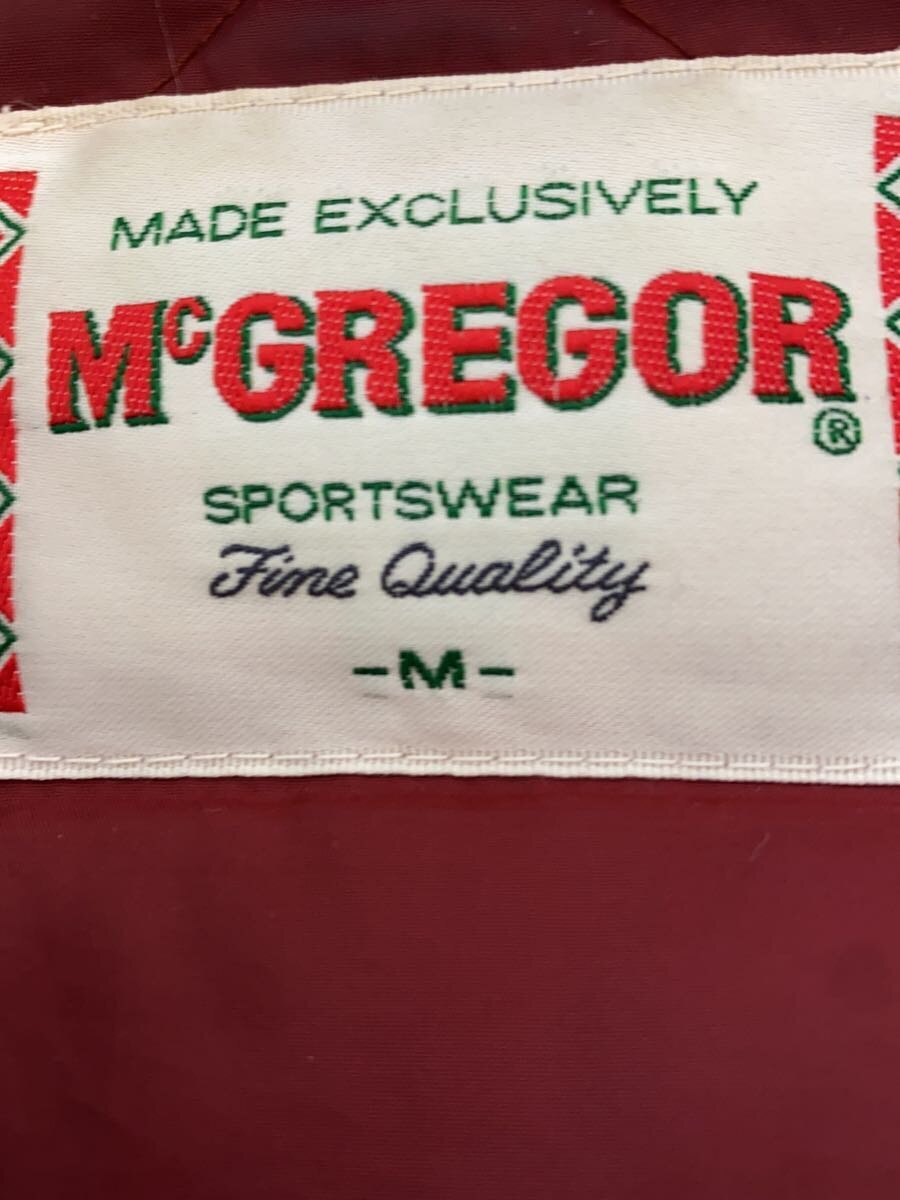 MADE EXCLUSIVELY
McGREGOR®
SPORTSWEAR
Fine Quality
-M-